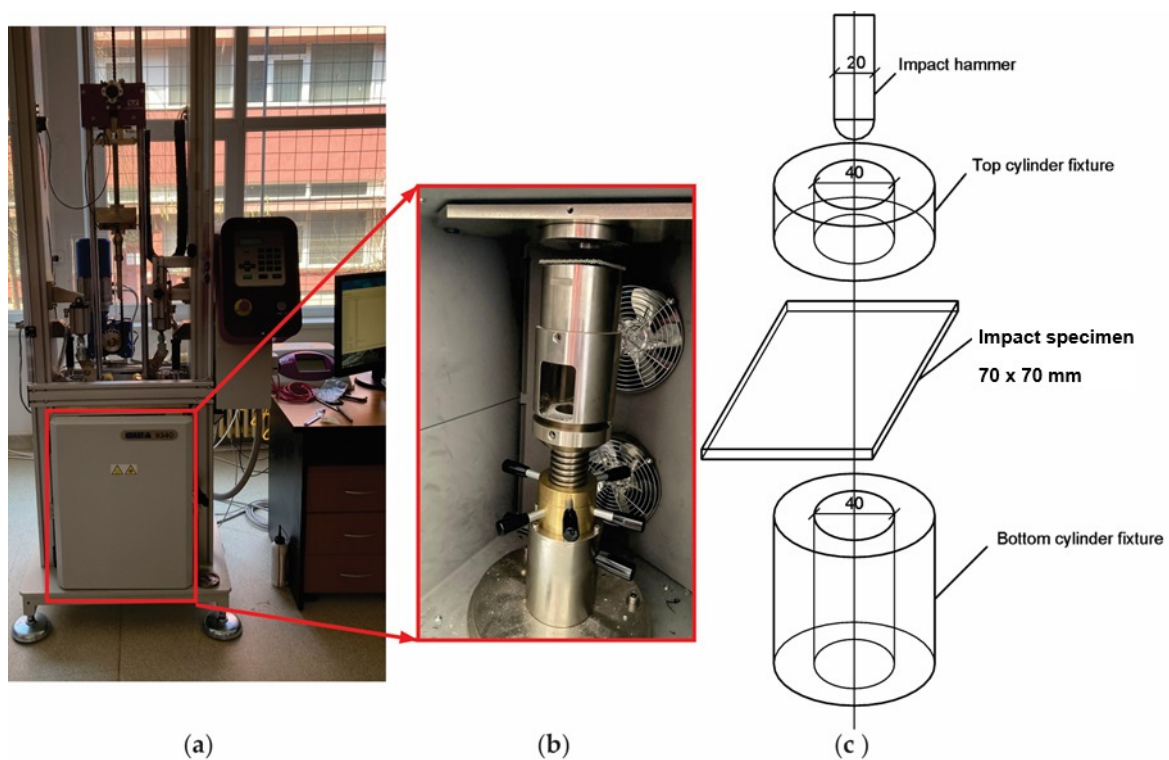 20
Impact hammer
40
Top cylinder fixture
Impact specimen
70 x 70 mm
40
Bottom cylinder fixture
(a)
(b)
(c)